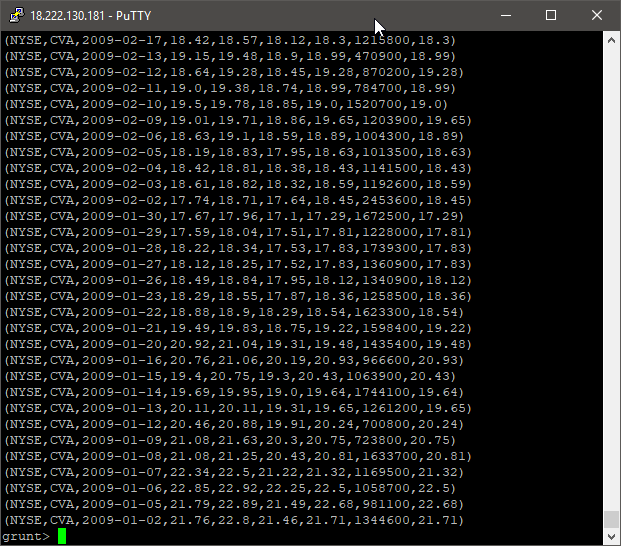 18.222.130.181 - PuTTY
(NYSE,CVA,2009-02-17,18.42,18.57,18.12,18.3,1215800,18.3)
(NYSE,CVA,2009-02-13,19.15,19.48,18.9,18.99,470900,18.99)
(NYSE,CVA,2009-02-12,18.64,19.28,18.45,19.28,870200,19.28)
(NYSE,CVA,2009-02-11,19.0,19.38,18.74,18.99,784700,18.99)
(NYSE,CVA,2009-02-10,19.5,19.78,18.85,19.0,1520700,19.0)
(NYSE,CVA,2009-02-09,19.01,19.71,18.86,19.65,1203900,19.65)
(NYSE,CVA,2009-02-06,18.63,19.1,18.59,18.89,1004300,18.89)
(NYSE,CVA,2009-02-05,18.19,18.83,17.95,18.63,1013500,18.63)
(NYSE,CVA,2009-02-04,18.42,18.81,18.38,18.43,1141500,18.43)
(NYSE,CVA,2009-02-03,18.61,18.82,18.32,18.59,1192600,18.59)
(NYSE,CVA,2009-02-02,17.74,18.71,17.64,18.45,2453600,18.45)
(NYSE,CVA,2009-01-30,17.67,17.96,17.1,17.29,1672500,17.29)
(NYSE,CVA,2009-01-29,17.59,18.04,17.51,17.81,1228000,17.81)
(NYSE,CVA,2009-01-28,18.22,18.34,17.53,17.83,1739300,17.83)
(NYSE,CVA,2009-01-27,18.12,18.25,17.52,17.83,1360900,17.83)
(NYSE,CVA,2009-01-26,18.49,18.84,17.95,18.12,1340900,18.12)
(NYSE,CVA,2009-01-23,18.29,18.55,17.87,18.36,1258500,18.36)
(NYSE,CVA,2009-01-22,18.88,18.9,18.29,18.54,1623300,18.54)
(NYSE,CVA,2009-01-21,19.49,19.83,18.75,19.22,1598400,19.22)
(NYSE,CVA,2009-01-20,20.92,21.04,19.31,19.48,1435400,19.48)
(NYSE,CVA,2009-01-16,20.76,21.06,20.19,20.93,966600,20.93)
(NYSE,CVA,2009-01-15,19.4,20.75,19.3,20.43,1063900,20.43)
(NYSE,CVA,2009-01-14,19.69,19.95,19.0,19.64,1744100,19.64)
(NYSE,CVA,2009-01-13,20.11,20.11,19.31,19.65,1261200,19.65)
(NYSE,CVA,2009-01-12,20.46,20.88,19.91,20.24,700800,20.24)
(NYSE,CVA,2009-01-09,21.08,21.63,20.3,20.75,723800,20.75)
(NYSE,CVA,2009-01-08,21.08,21.25,20.43,20.81,1633700,20.81)
(NYSE,CVA,2009-01-07,22.34,22.5,21.22,21.32,1169500,21.32)
(NYSE,CVA,2009-01-06,22.85,22.92,22.25,22.5,1058700,22.5)
(NYSE,CVA,2009-01-05,21.79,22.89,21.49,22.68,981100,22.68)
(NYSE,CVA,2009-01-02,21.76,22.8,21.46,21.71,1344600,21.71)
grunt>